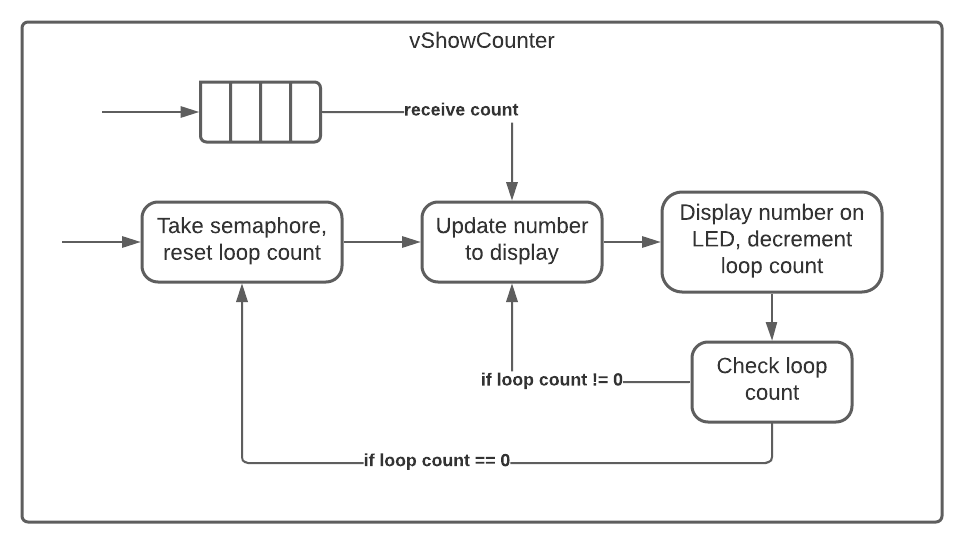 vShowCounter
receive count
Take semaphore,
reset loop count
Update number
to display
Display number on
LED, decrement
loop count
Check loop
count
if loop count != 0
if loop count == 0